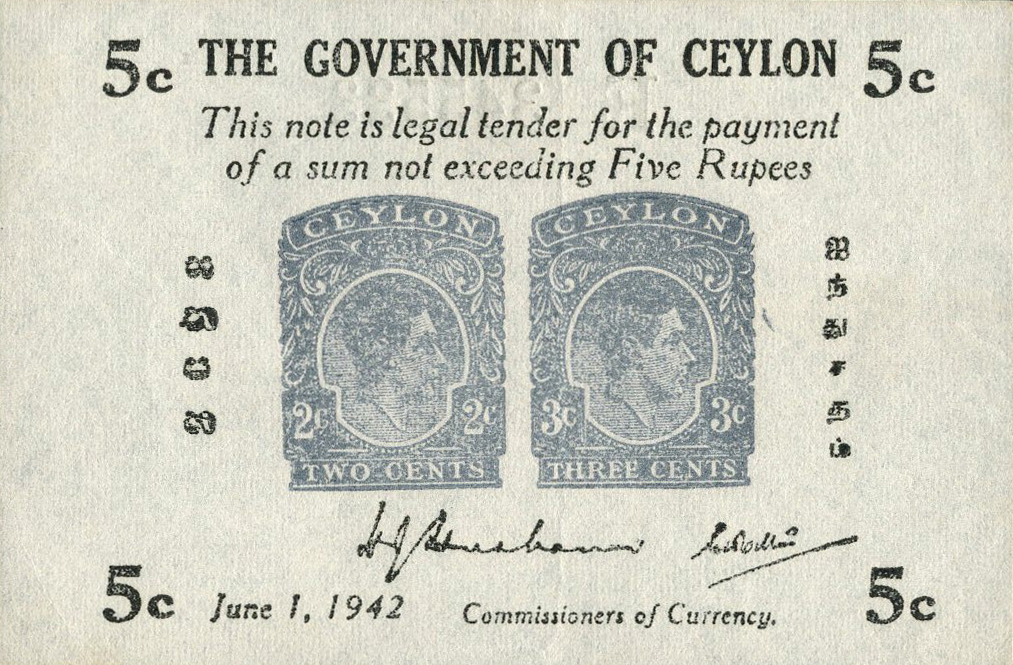 5c THE GOVERNMENT OF CEYLON 5c
This note is legal tender for the payment
of a sum not exceeding Five Rupees
CEYLON
2c 2c
TWO CENTS
CEYLON
3c 3c
THREE CENTS
ஐ
ந்
து
ச
த
ம்
5c June 1, 1942 Commissioners of Currency. 5c